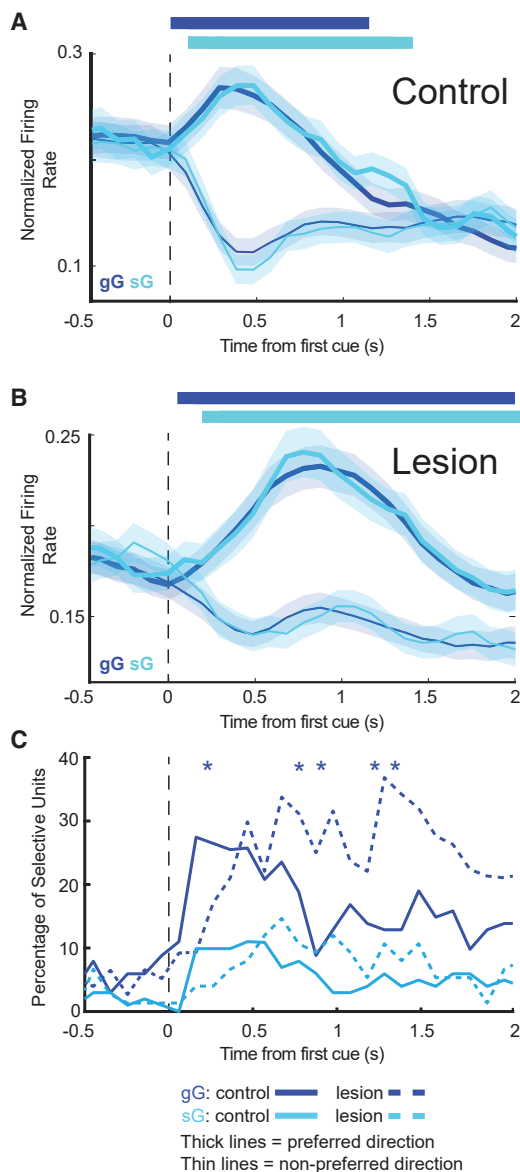 A
Control
0.3
Normalized Firing
Rate
0.1
gG sG
-0.5 0 0.5 1 1.5 2
Time from first cue (s)
B
Lesion
0.25
Normalized Firing
Rate
0.15
gG sG
-0.5 0 0.5 1 1.5 2
Time from first cue (s)
C
40
* * * * *
30
Percentage of Selective Units
20
10
0
-0.5 0 0.5 1 1.5 2
Time from first cue (s)
gG: control lesion
sG: control lesion
Thick lines = preferred direction
Thin lines = non-preferred direction